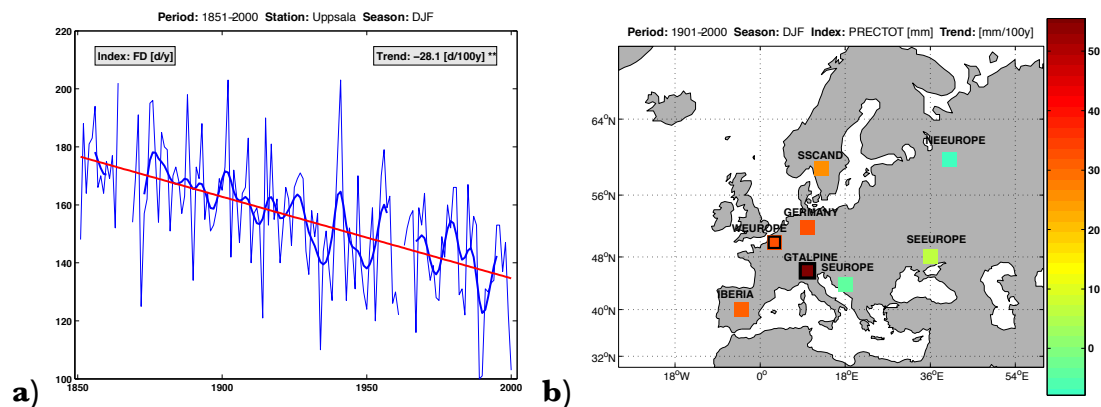 Period: 1851-2000 Station: Uppsala Season: DJF
220
200
180
160
140
120
100
Index: FD [d/y]
Trend: −28.1 [d/100y] **
1850
1900
1950
2000
a)
Period: 1901-2000 Season: DJF Index: PRECTOT [mm] Trend: [mm/100y]
64°N
56°N
48°N
40°N
32°N
18°W
0°
18°E
36°E
54°E
NEEUROPE
SSCAND
GERMANY
WEUROPE
SEEUROPE
GTALPINE
SEUROPE
IBERIA
50
40
30
20
10
0
b)